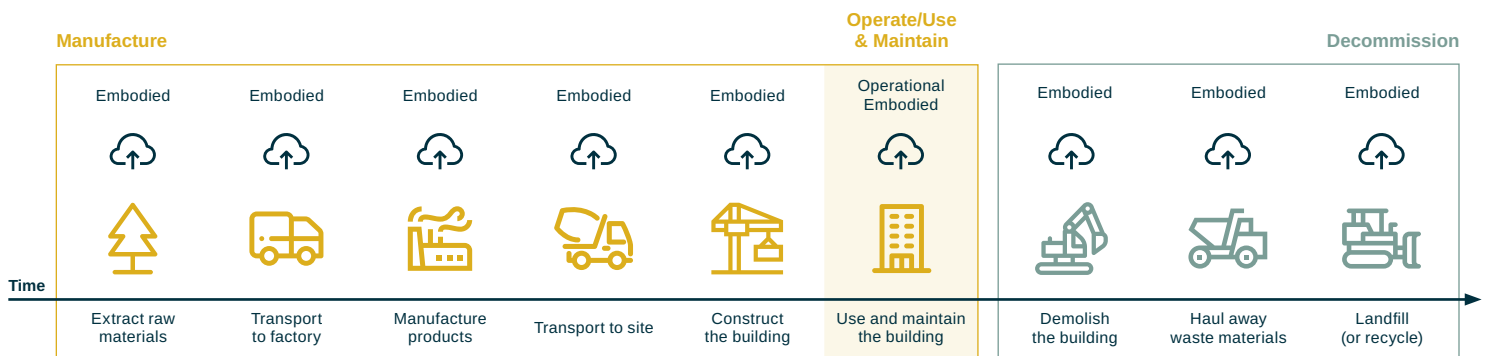 Manufacture
Operate/Use
& Maintain
Decommission
Embodied
Embodied
Embodied
Embodied
Embodied
Operational
Embodied
Embodied
Embodied
Embodied
Time
Extract raw
materials
Transport
to factory
Manufacture
products
Transport to site
Construct
the building
Use and maintain
the building
Demolish
the building
Haul away
waste materials
Landfill
(or recycle)